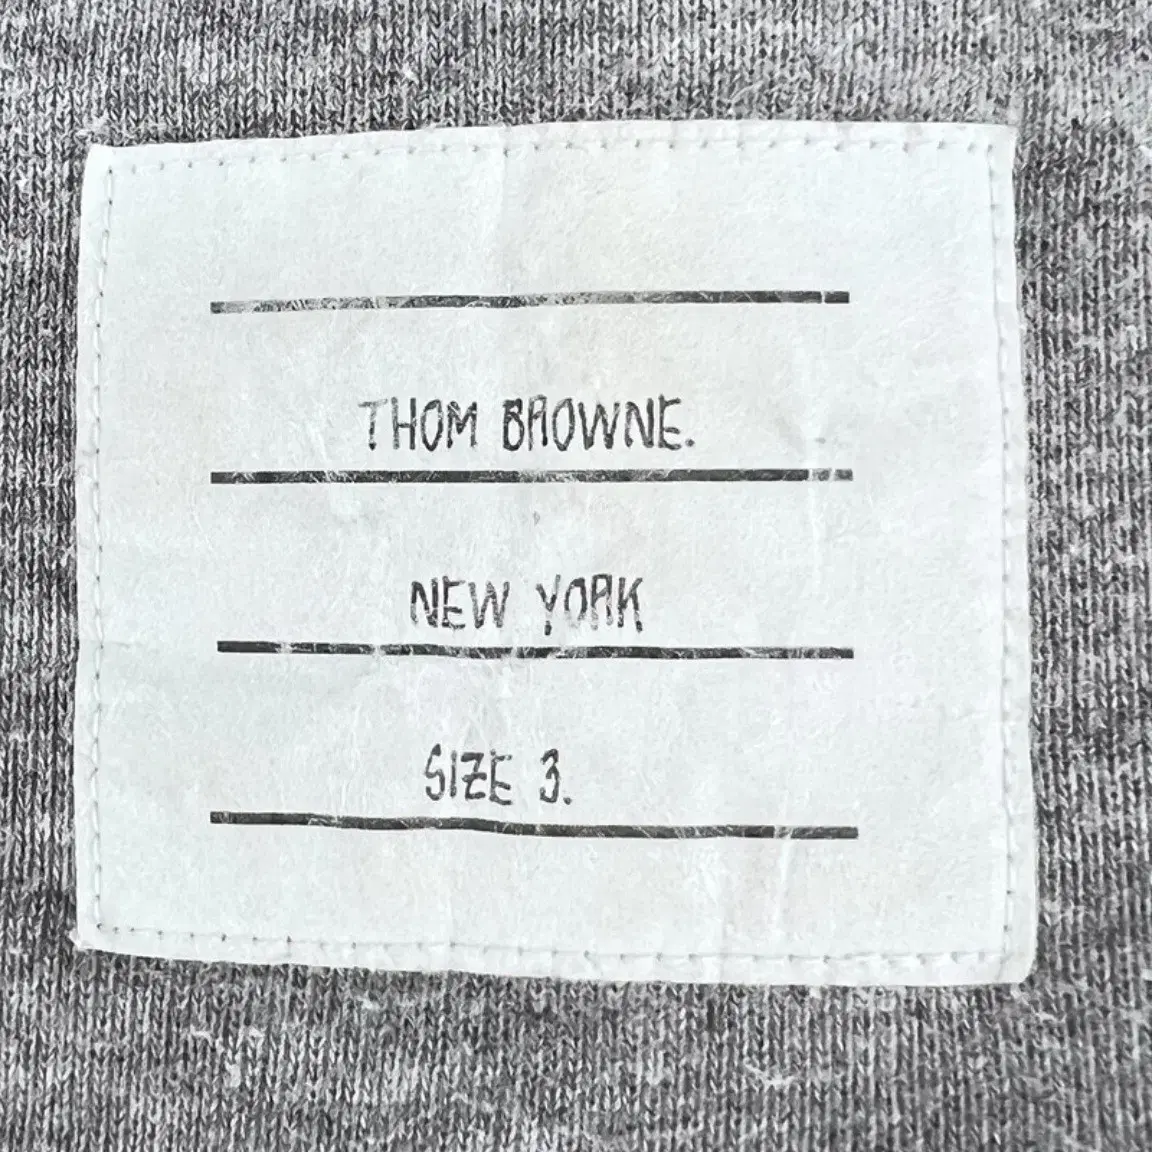 THOM BROWNE.
NEW YORK
SIZE 3.